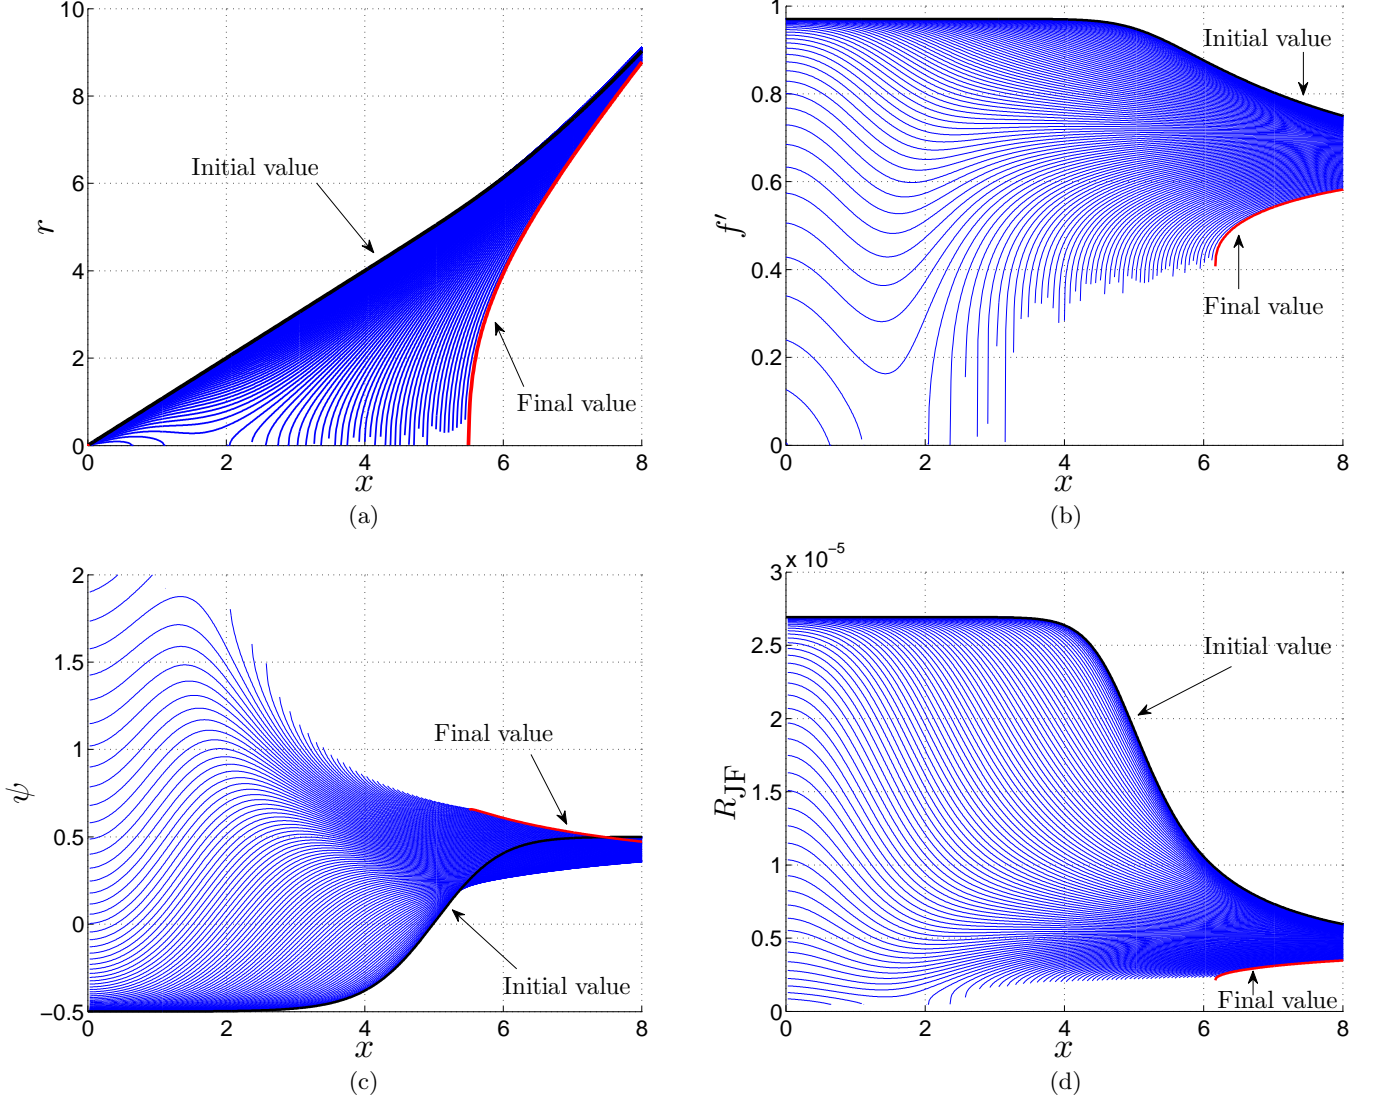 10
8
6
4
2
0
r
Initial value
Final value
0 2 4 6 8
x
(a)
1
0.8
0.6
0.4
0.2
0
f′
Initial value
Final value
0 2 4 6 8
x
(b)
2
1.5
1
0.5
0
−0.5
ψ
Final value
Initial value
0 2 4 6 8
x
(c)
x 10⁻⁵
3
2.5
2
1.5
1
0.5
0
R_JF
Initial value
Final value
0 2 4 6 8
x
(d)